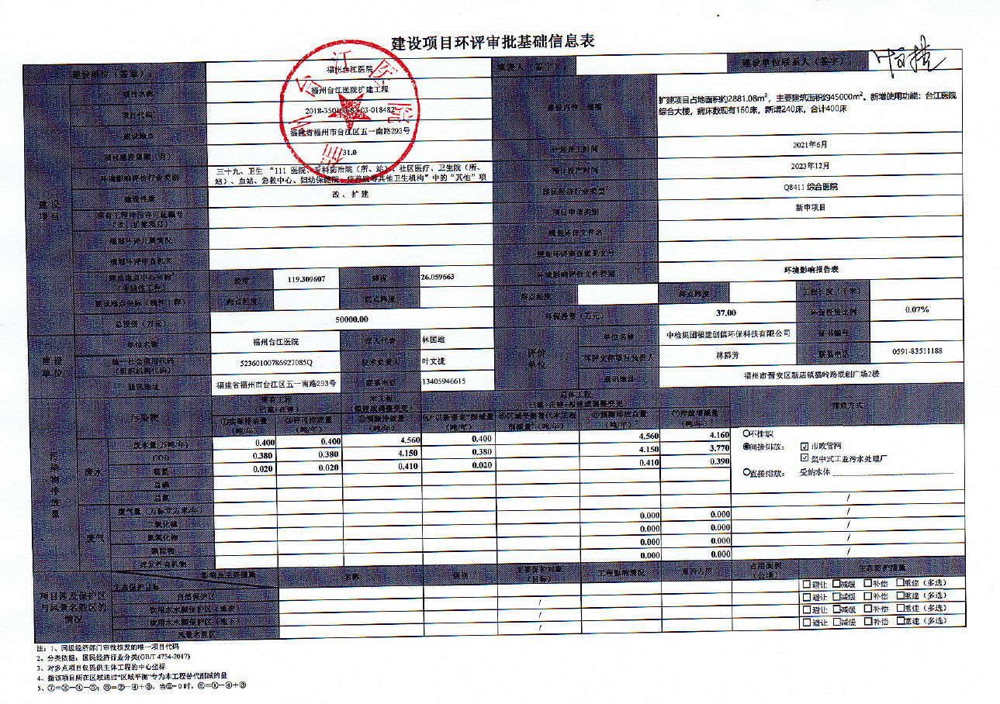 建设项目环评审批基础信息表
建设单位（盖章）：
福州台江医院
填表人（签字）：
建设单位联系人（签字）：
建设项目
项目名称
福州台江医院扩建工程
项目代码
建设地点
福建省福州市台江区五一南路293号
项目建设周期（月）
31.0
环境影响评价行业类别
三十九、卫生 “111 医院、专科防治院（所、站）、社区医疗、卫生院（所、
站）、血站、急救中心、妇幼保健院、疗养院等其他卫生机构” 中的 “其他” 项
建设性质
改 、扩 建
现有工程排污许可证编号
（改、扩建项目）
规划环评开展情况
规划环评审查机关
建设地点中心坐标
（非线性工程）
经度
119.309607
纬度
26.059663
建设地点坐标（线性工程）
起点经度
起点纬度
总投资（万元）
50000.00
建设内容、规模
扩建项目占地面积约2881.08m²，主要建筑面积约45000m²。新增使用功能：台江医院
综合大楼，病床数现有160床，新增240床，合计400床
计划开工时间
2021年6月
预计投产时间
2023年12月
国民经济行业类型
Q8411 综合医院
项目申请类别
新申项目
规划环评文件名
规划环评审查意见文号
环境影响评价文件类别
环境影响报告表
终点经度
终点纬度
工程长度（千米）
环保投资（万元）
37.00
环保投资比例
0.07%
建设单位
单位名称
福州台江医院
法人代表
林国雄
统一社会信用代码
（组织机构代码）
52360100786927085Q
技术负责人
叶文捷
通讯地址
福建省福州市台江区五一南路293号
联系电话
13405946615
评价单位
单位名称
中检集团福建创信环保科技有限公司
证书编号
环评文件项目负责人
林群芳
联系电话
0591-83511188
通讯地址
福州市晋安区新店镇猫岭路联创广场2楼
污染物排放量
污染物
现有工程
（已建+在建）
本工程
（拟建或调整变更）
总体工程
（已建+在建+拟建或调整变更）
排放方式
①实际排放量
（吨/年）
②许可排放量
（吨/年）
③预测排放量
（吨/年）
④“以新带老”削减量
（吨/年）
⑤区域平衡替代本工程
削减量⁴（吨/年）
⑥预测排放总量
（吨/年）
⑦排放增减量
（吨/年）
废水
废水量(万吨/年)
0.400 0.400 4.560 0.400 4.560 4.160
COD
0.380 0.380 4.150 0.380 4.150 3.770
氨氮
0.020 0.020 0.410 0.020 0.410 0.390
总磷
总氮
不排放
间接排放： ☑ 市政管网
☑ 集中式工业污水处理厂
直接排放： 受纳水体
废气
废气量（万标立方米/年）
/
二氧化硫
0.000 0.000 /
氮氧化物
0.000 0.000 /
颗粒物
0.000 0.000 /
挥发性有机物
0.000 0.000 /
项目涉及保护区
与风景名胜区的
情况
影响及主要措施
生态保护目标
名称
级别
主要保护对象
（目标）
工程影响情况
是否占用
占用面积
（公顷）
生态防护措施
自然保护区
□避让 □减缓 □补偿 □重建（多选）
饮用水水源保护区（地表）
/
□避让 □减缓 □补偿 □重建（多选）
饮用水水源保护区（地下）
/
□避让 □减缓 □补偿 □重建（多选）
风景名胜区
/
□避让 □减缓 □补偿 □重建（多选）
注：1、同级经济部门审批核发的唯一项目代码
2、分类依据：国民经济行业分类(GB/T 4754-2017)
3、对多点项目仅提供主体工程的中心坐标
4、指该项目所在区域通过“区域平衡”专为本工程替代削减的量
5、⑦=③-④-⑤；⑥=②-④+③，当②=0时，⑥=①-④+③